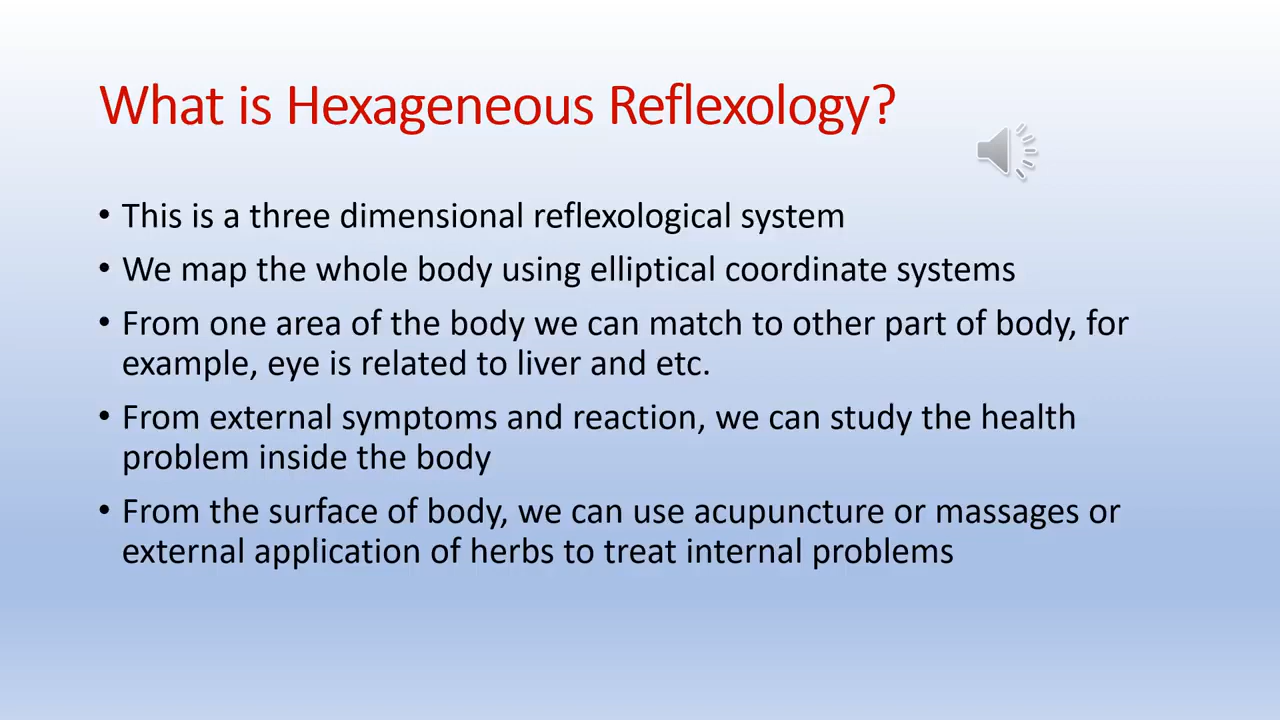 What is Hexageneous Reflexology?
• This is a three dimensional reflexological system
• We map the whole body using elliptical coordinate systems
• From one area of the body we can match to other part of body, for
example, eye is related to liver and etc.
• From external symptoms and reaction, we can study the health
problem inside the body
• From the surface of body, we can use acupuncture or massages or
external application of herbs to treat internal problems